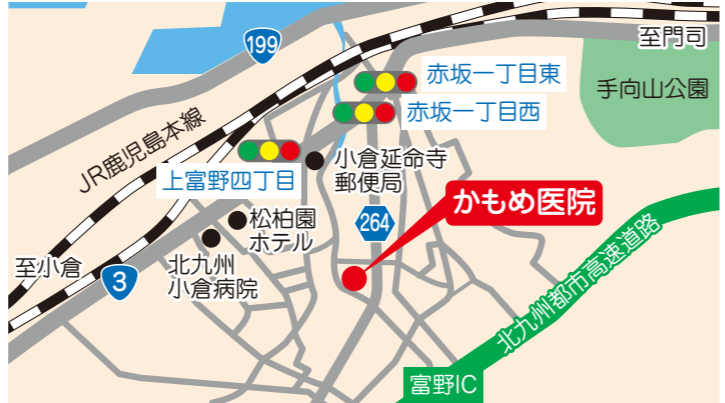 199
至門司
赤坂一丁目東
手向山公園
赤坂一丁目西
JR鹿児島本線
小倉延命寺
郵便局
上富野四丁目
かもめ医院
松柏園
ホテル
264
北九州都市高速道路
至小倉
3
北九州
小倉病院
富野IC